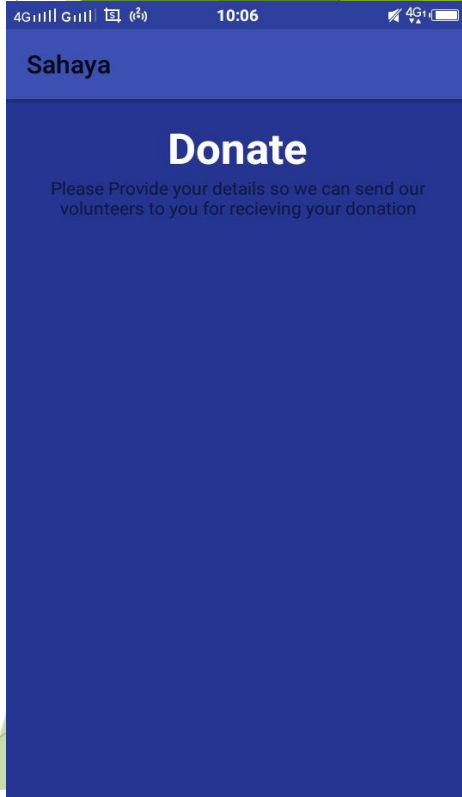 4G G 10:06 4G1
Sahaya
Donate
Please Provide your details so we can send our
volunteers to you for recieving your donation